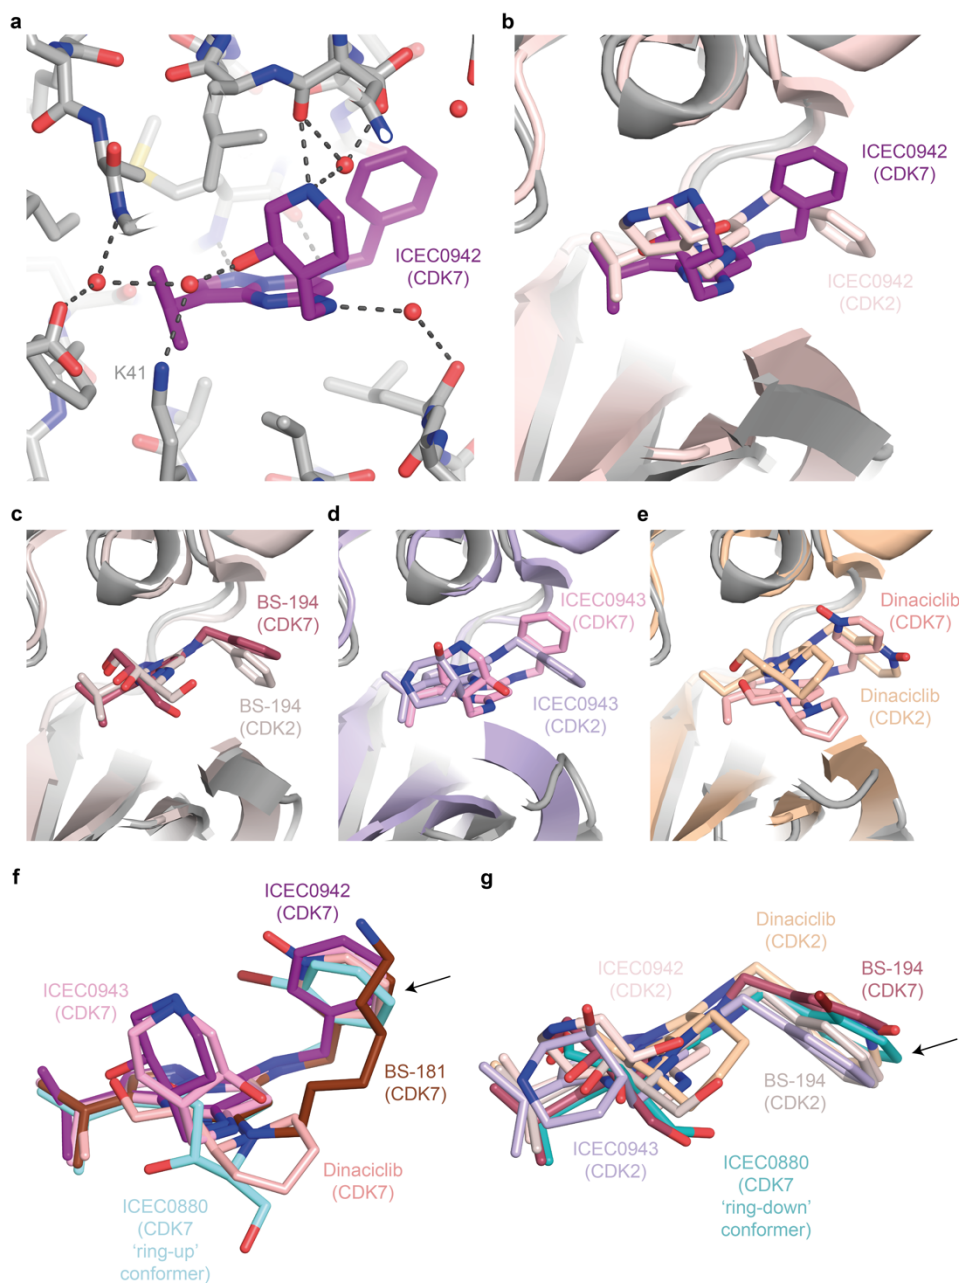 a
b
ICEC0942
(CDK7)
ICEC0942
(CDK7)
ICEC0942
(CDK2)
K41
c
d
e
BS-194
(CDK7)
BS-194
(CDK2)
ICEC0943
(CDK7)
ICEC0943
(CDK2)
Dinaciclib
(CDK7)
Dinaciclib
(CDK2)
f
g
ICEC0942
(CDK7)
ICEC0943
(CDK7)
BS-181
(CDK7)
Dinaciclib
(CDK7)
ICEC0880
(CDK7
‘ring-up’
conformer)
Dinaciclib
(CDK2)
ICEC0942
(CDK2)
BS-194
(CDK7)
BS-194
(CDK2)
ICEC0943
(CDK2)
ICEC0880
(CDK7
‘ring-down’
conformer)